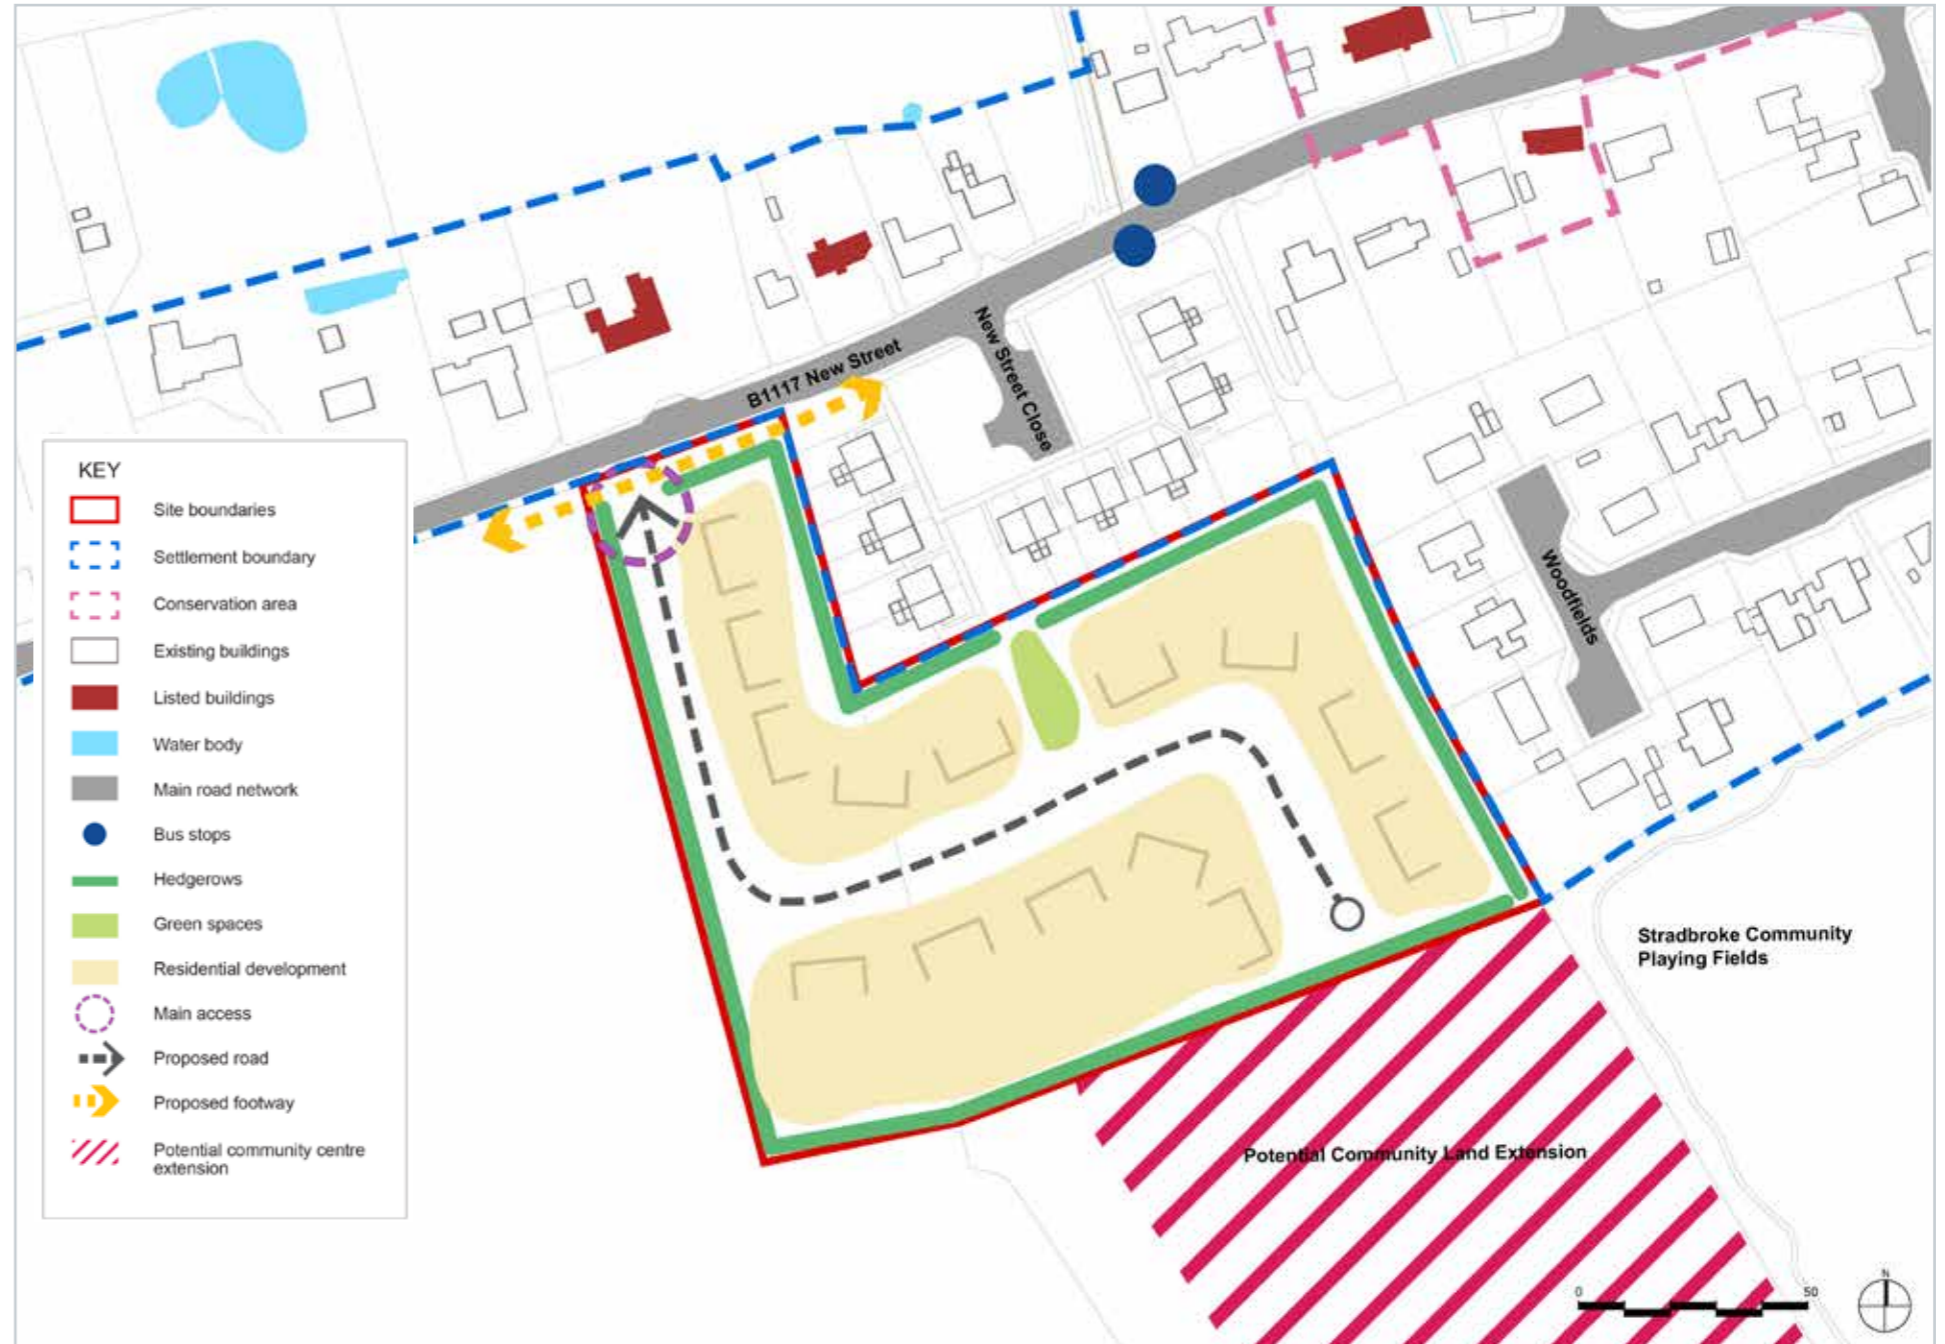 B1117 New Street
New Street Close
Woodfields
KEY
Site boundaries
Settlement boundary
Conservation area
Existing buildings
Listed buildings
Water body
Main road network
Bus stops
Hedgerows
Green spaces
Residential development
Main access
Proposed road
Proposed footway
Potential community centre
extension
Stradbroke Community
Playing Fields
Potential Community Land Extension
0
50
N